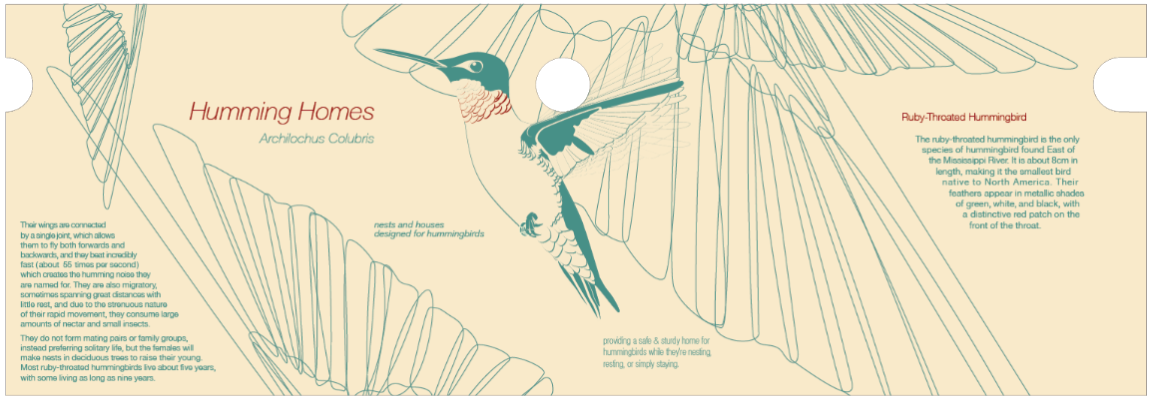 Humming Homes
Archilochus Colubris
Their wings are connected
by a single joint, which allows
them to fly both forwards and
backwards, and they beat incredibly
fast (about 55 times per second)
which creates the humming noise they
are named for. They are also migratory,
sometimes spanning great distances with
little rest, and due to the strenuous nature
of their rapid movement, they consume large
amounts of nectar and small insects.
They do not form mating pairs or family groups,
instead preferring solitary life, but the females will
make nests in deciduous trees to raise their young.
Most ruby-throated hummingbirds live about five years,
with some living as long as nine years.
nests and houses
designed for hummingbirds
providing a safe & sturdy home for
hummingbirds while they're nesting,
resting, or simply staying.
Ruby-Throated Hummingbird
The ruby-throated hummingbird is the only
species of hummingbird found East of
the Mississippi River. It is about 8cm in
length, making it the smallest bird
native to North America. Their
feathers appear in metallic shades
of green, white, and black, with
a distinctive red patch on the
front of the throat.